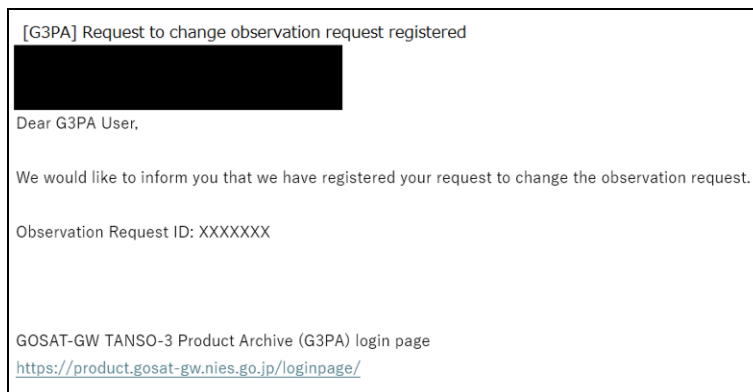 [G3PA] Request to change observation request registered
Dear G3PA User,
We would like to inform you that we have registered your request to change the observation request.
Observation Request ID: XXXXXXX
GOSAT-GW TANSO-3 Product Archive (G3PA) login page
https://product.gosat-gw.nies.go.jp/loginpage/